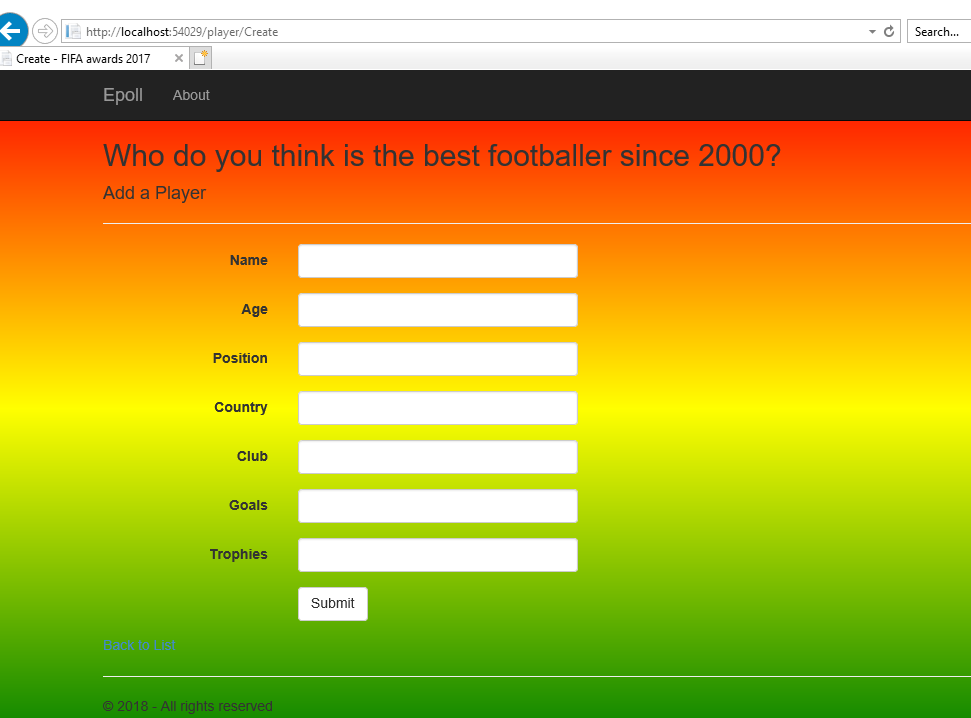 http://localhost:54029/player/Create
Search...
Create - FIFA awards 2017
Epoll About
Who do you think is the best footballer since 2000?
Add a Player
Name
Age
Position
Country
Club
Goals
Trophies
Submit
Back to List
© 2018 - All rights reserved